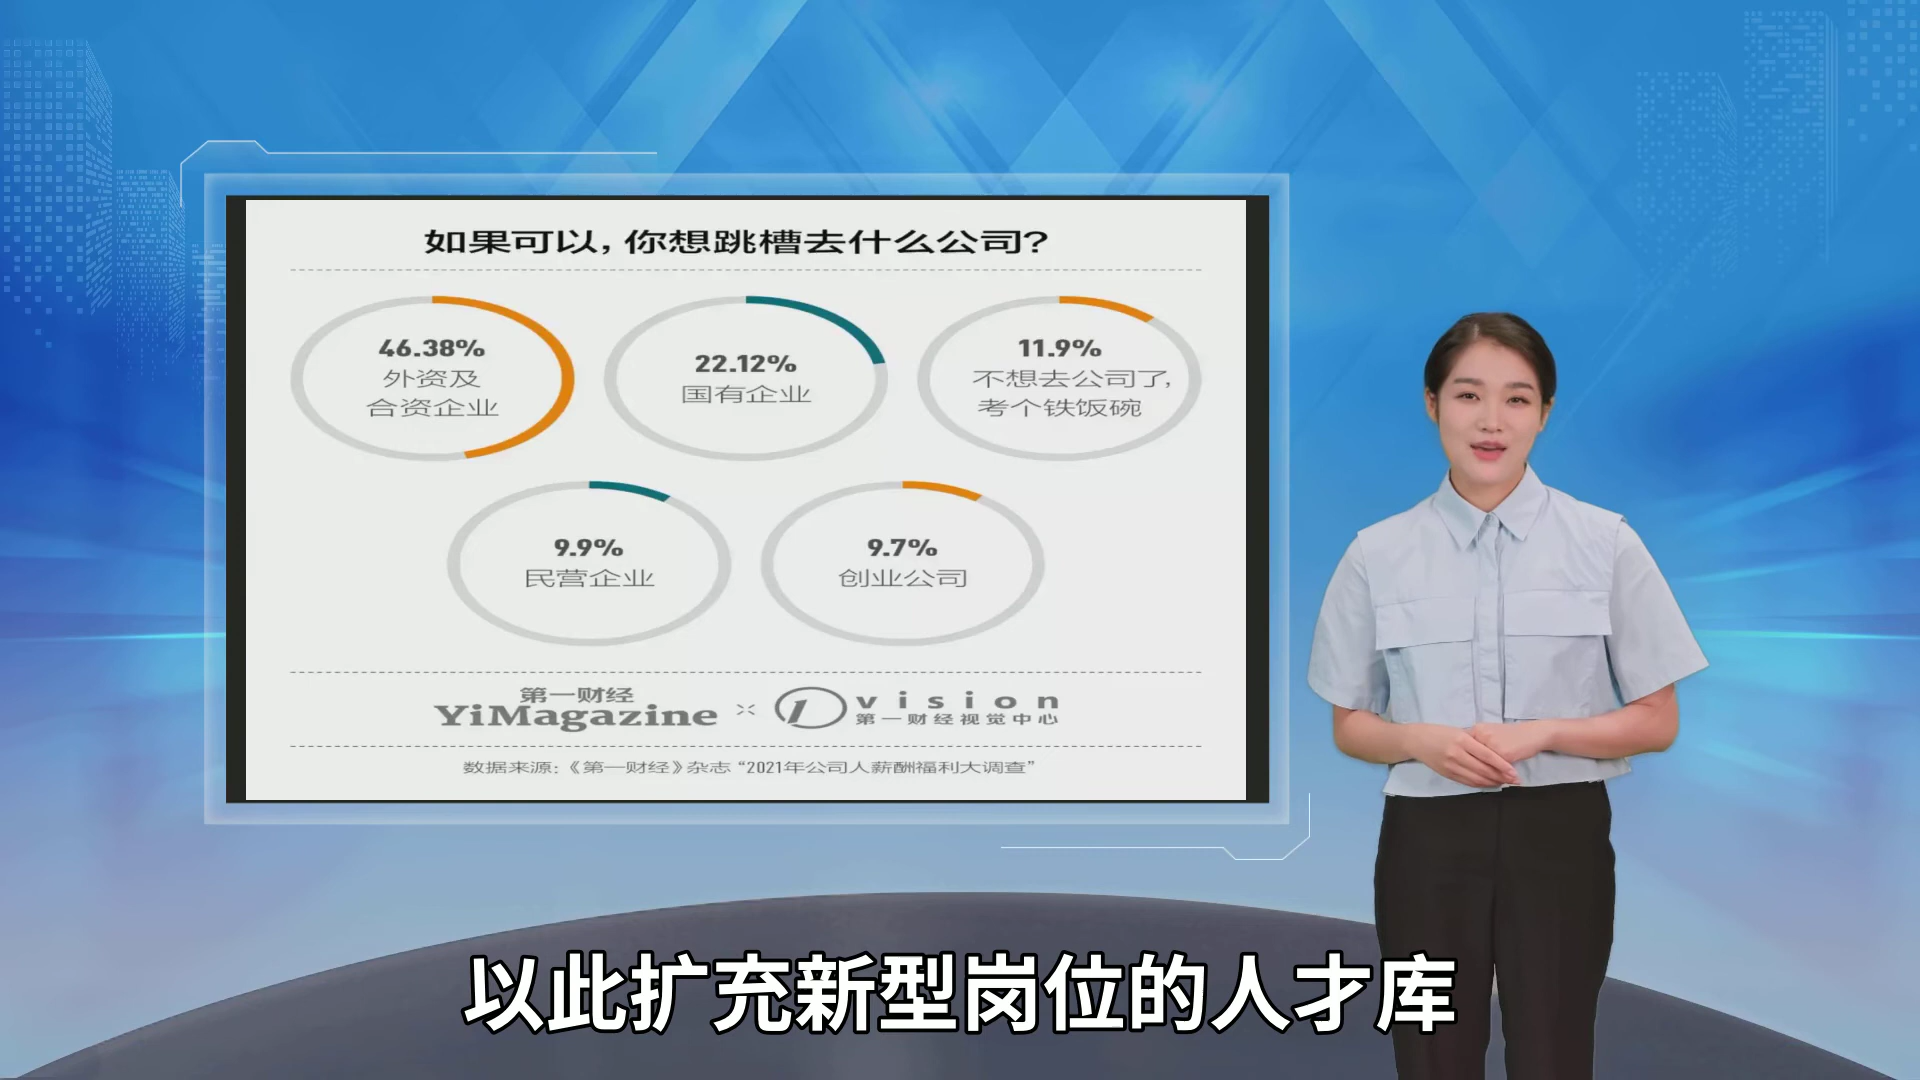 如果可以，你想跳槽去什么公司?
46.38%
外资及
合资企业
22.12%
国有企业
11.9%
不想去公司了，
考个铁饭碗
9.9%
民营企业
9.7%
创业公司
第一财经
YiMagazine
×
vision
第一财经视觉中心
数据来源:《第一财经》杂志“2021年公司人薪酬福利大调查”
以此扩充新型岗位的人才库